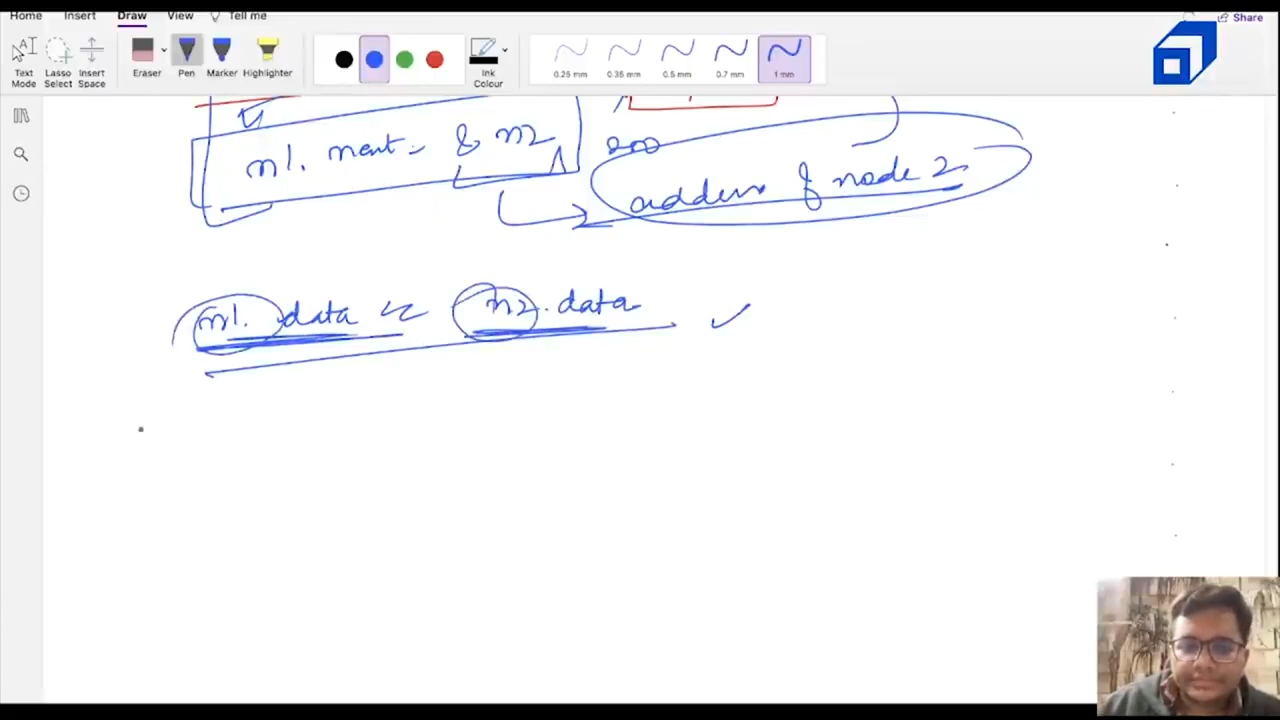 Home Insert Draw View Tell me Share
Text Mode Lasso Select Insert Space Eraser Pen Marker Highlighter Ink Colour 0.25 mm 0.35 mm 0.5 mm 0.7 mm 1 mm
n1. next = & n2 200
address of node 2
n1. data << n2. data